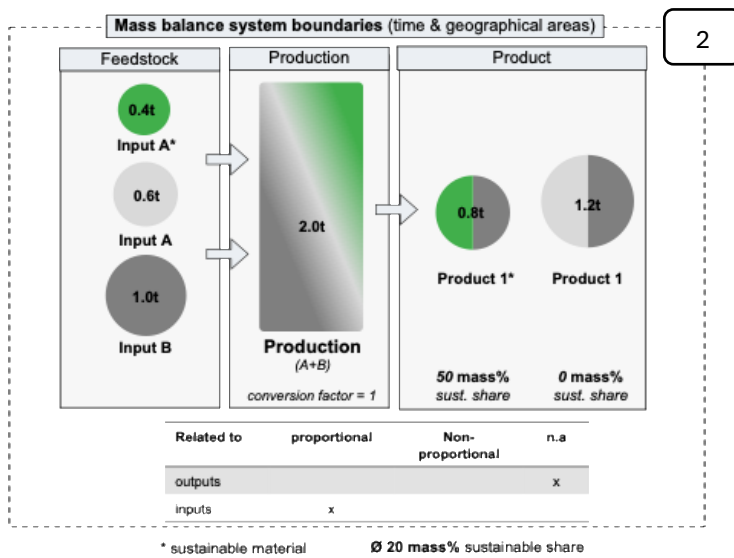 Mass balance system boundaries (time & geographical areas)
2
Feedstock
Production
Product
0.4t
Input A*
0.6t
Input A
1.0t
Input B
2.0t
Production
(A+B)
conversion factor = 1
0.8t
1.2t
Product 1*
Product 1
50 mass%
sust. share
0 mass%
sust. share
Related to proportional Non-proportional n.a
outputs x
inputs x
* sustainable material Ø 20 mass% sustainable share